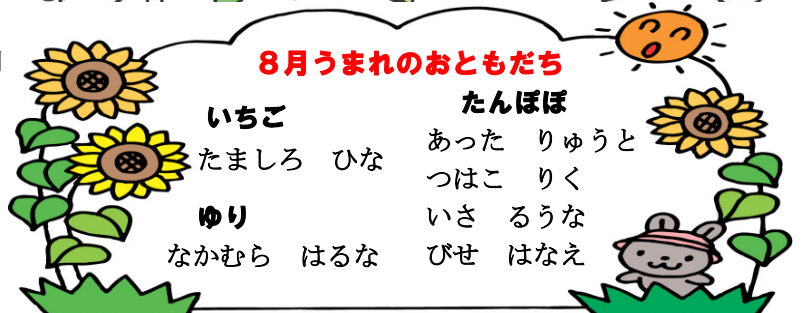 ８月うまれのおともだち
いちご
たましろ　ひな
ゆり
なかむら　はるな
たんぽぽ
あった　りゅうと
つはこ　りく
いさ　るうな
びせ　はなえ